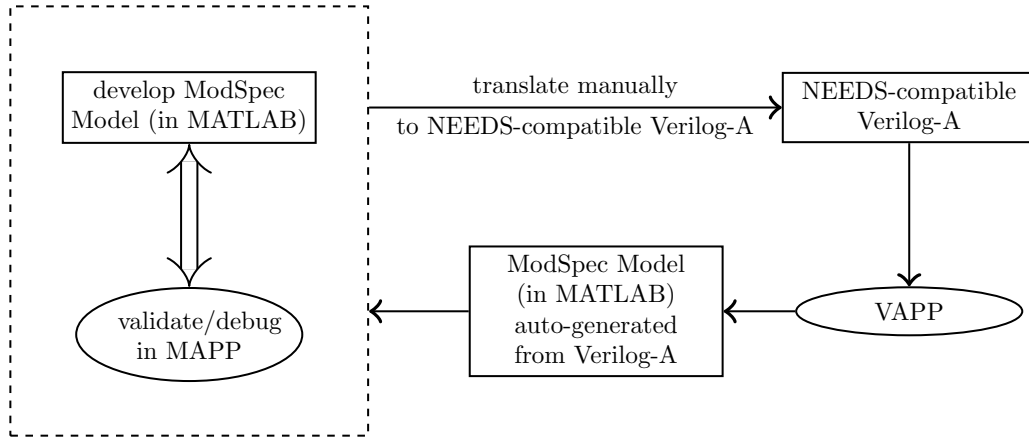 develop ModSpec
Model (in MATLAB)
translate manually
to NEEDS-compatible Verilog-A
NEEDS-compatible
Verilog-A
validate/debug
in MAPP
ModSpec Model
(in MATLAB)
auto-generated
from Verilog-A
VAPP